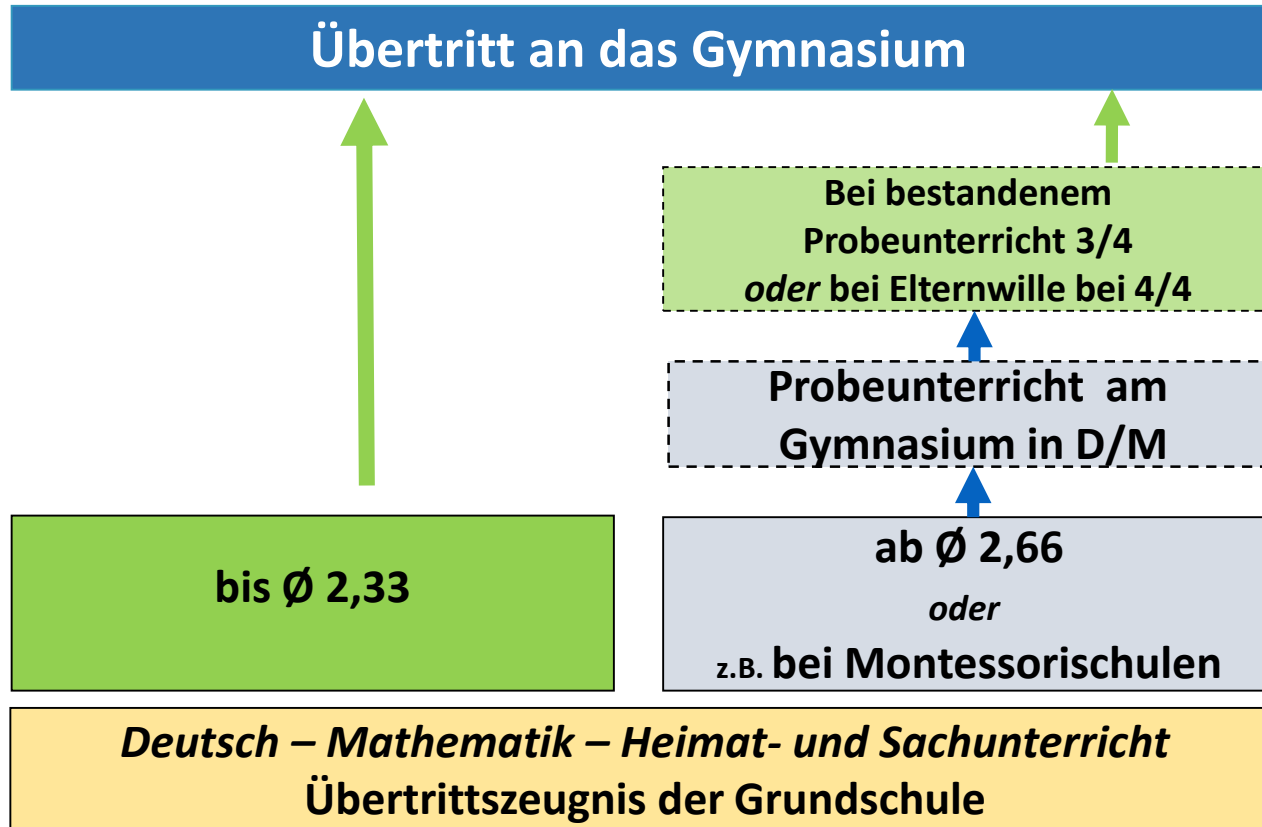 Übertritt an das Gymnasium
Bei bestandenem
Probeunterricht 3/4
oder bei Elternwille bei 4/4
Probeunterricht am
Gymnasium in D/M
bis Ø 2,33
ab Ø 2,66
oder
z.B. bei Montessorischulen
Deutsch – Mathematik – Heimat- und Sachunterricht
Übertrittszeugnis der Grundschule